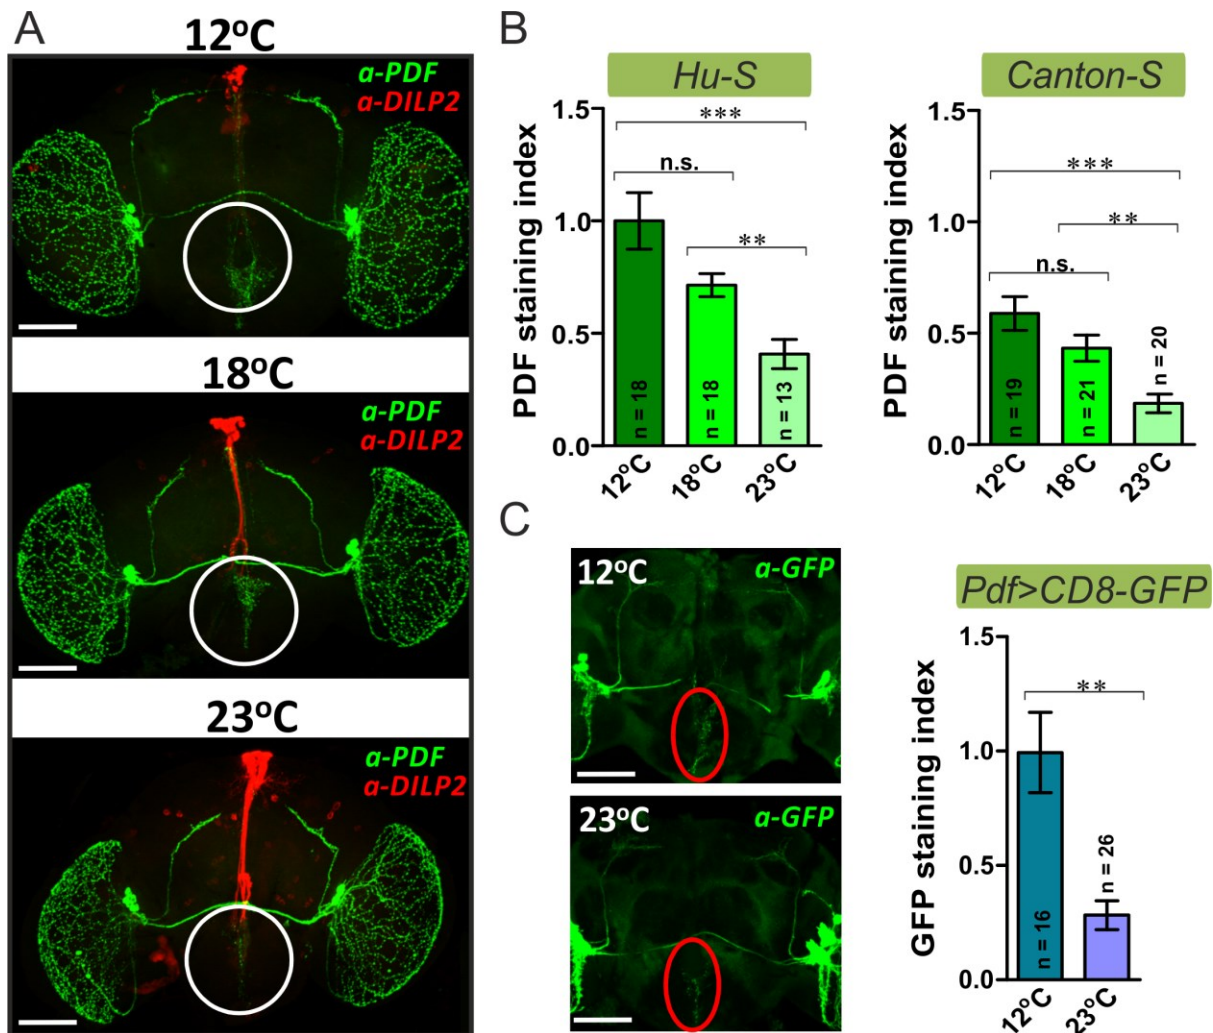 A
12°C
a-PDF
a-DILP2
18°C
a-PDF
a-DILP2
23°C
a-PDF
a-DILP2
B
Hu-S
PDF staining index
1.5
1.0
0.5
0.0
***
n.s.
**
n = 18
n = 18
n = 13
12°C
18°C
23°C
Canton-S
PDF staining index
1.5
1.0
0.5
0.0
***
**
n.s.
n = 19
n = 21
n = 20
12°C
18°C
23°C
C
12°C
a-GFP
23°C
a-GFP
Pdf>CD8-GFP
GFP staining index
1.5
1.0
0.5
0.0
**
n = 16
n = 26
12°C
23°C